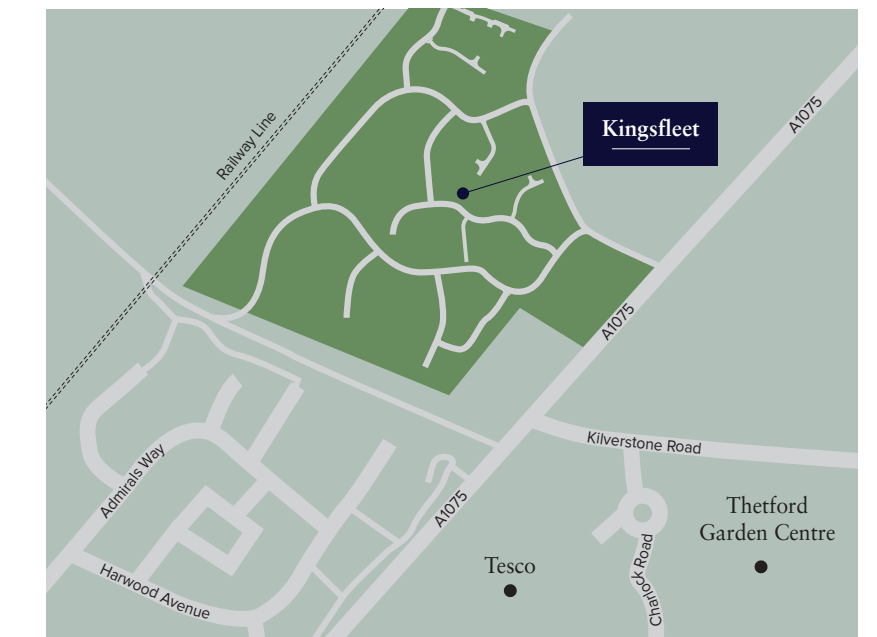 Kingsfleet
A1075
Railway Line
A1075
Kilverstone Road
Admirals Way
A1075
Thetford
Garden Centre
Tesco
Charlock Road
Harwood Avenue